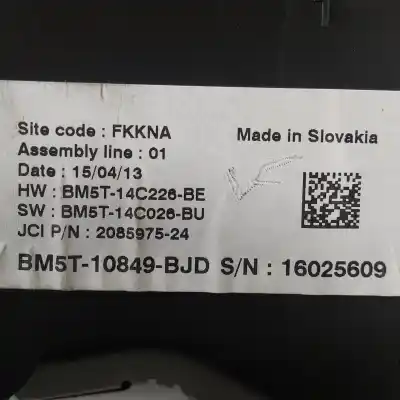 Site code : FKKNA
Made in Slovakia
Assembly line : 01
Date : 15/04/13
HW : BM5T-14C226-BE
SW : BM5T-14C026-BU
JCI P/N : 2085975-24
BM5T-10849-BJD S/N : 16025609